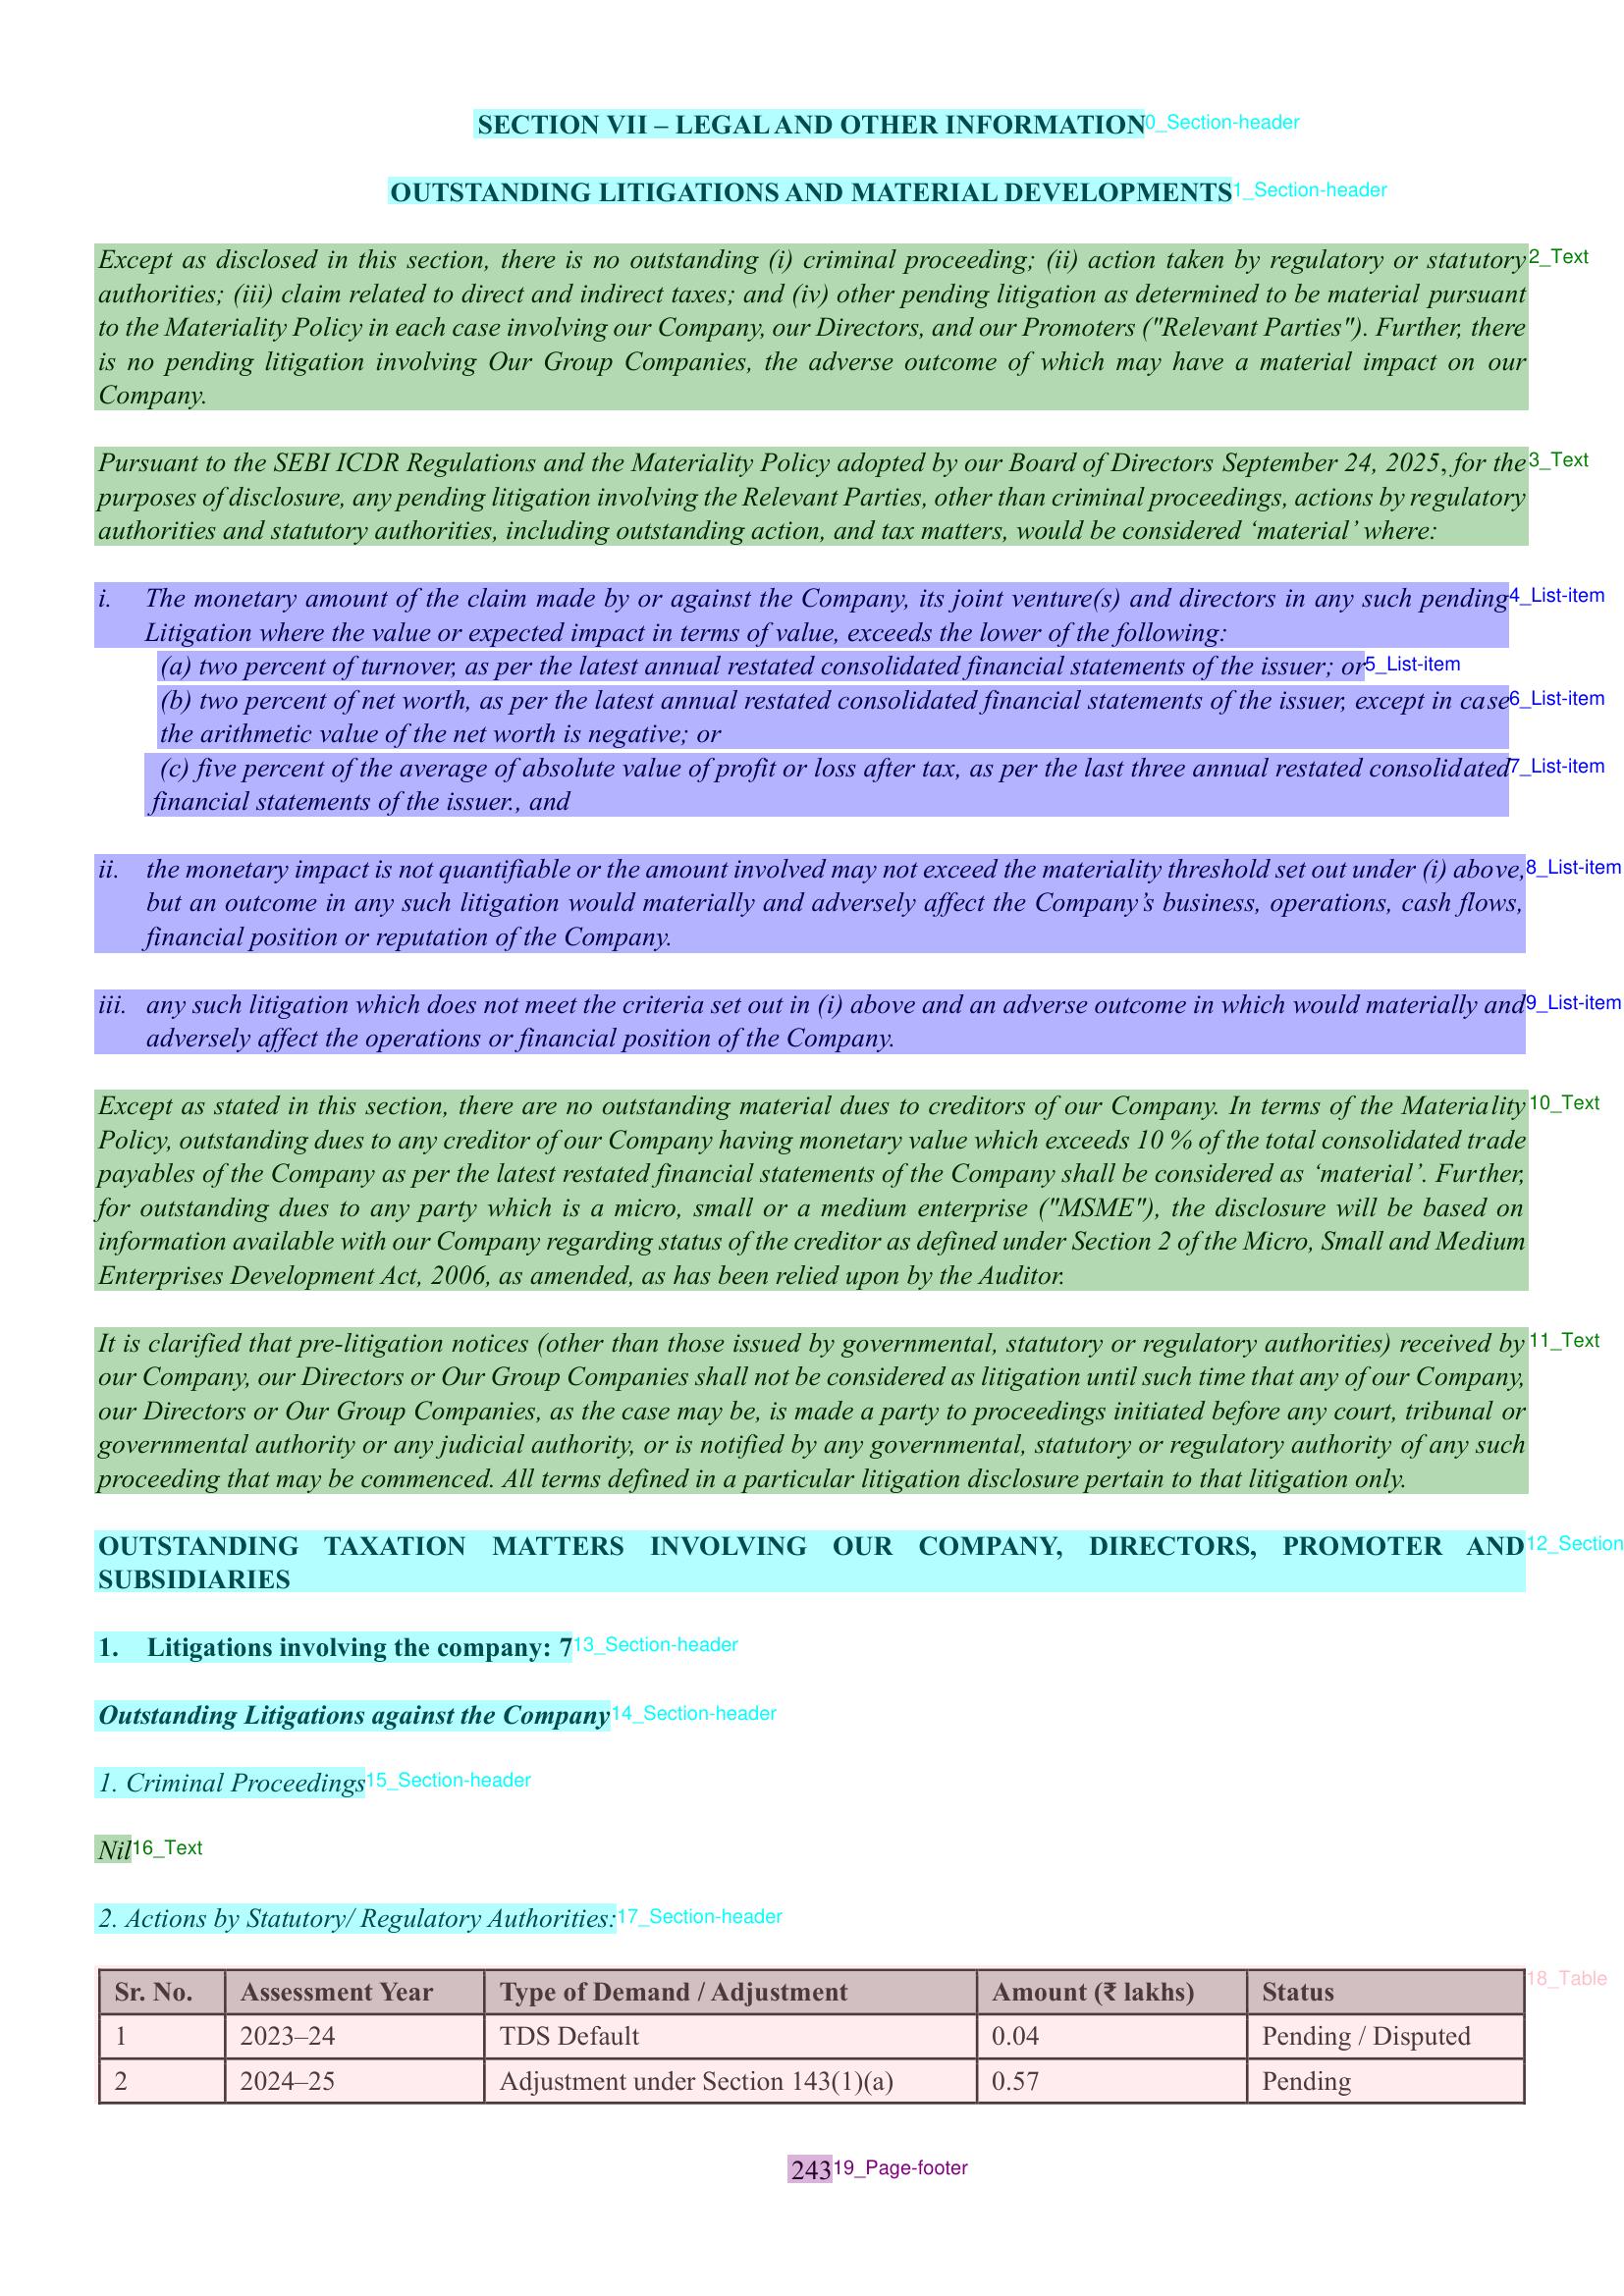 SECTION VII – LEGAL AND OTHER INFORMATION0_Section-header
OUTSTANDING LITIGATIONS AND MATERIAL DEVELOPMENTS1_Section-header
Except as disclosed in this section, there is no outstanding (i) criminal proceeding; (ii) action taken by regulatory or statutory2_Text
authorities; (iii) claim related to direct and indirect taxes; and (iv) other pending litigation as determined to be material pursuant
to the Materiality Policy in each case involving our Company, our Directors, and our Promoters ("Relevant Parties"). Further, there
is no pending litigation involving Our Group Companies, the adverse outcome of which may have a material impact on our
Company.
Pursuant to the SEBI ICDR Regulations and the Materiality Policy adopted by our Board of Directors September 24, 2025, for the3_Text
purposes of disclosure, any pending litigation involving the Relevant Parties, other than criminal proceedings, actions by regulatory
authorities and statutory authorities, including outstanding action, and tax matters, would be considered ‘material’ where:
i. The monetary amount of the claim made by or against the Company, its joint venture(s) and directors in any such pending4_List-item
Litigation where the value or expected impact in terms of value, exceeds the lower of the following:
(a) two percent of turnover, as per the latest annual restated consolidated financial statements of the issuer; or5_List-item
(b) two percent of net worth, as per the latest annual restated consolidated financial statements of the issuer, except in case6_List-item
the arithmetic value of the net worth is negative; or
(c) five percent of the average of absolute value of profit or loss after tax, as per the last three annual restated consolidated7_List-item
financial statements of the issuer., and
ii. the monetary impact is not quantifiable or the amount involved may not exceed the materiality threshold set out under (i) above,8_List-item
but an outcome in any such litigation would materially and adversely affect the Company’s business, operations, cash flows,
financial position or reputation of the Company.
iii. any such litigation which does not meet the criteria set out in (i) above and an adverse outcome in which would materially and9_List-item
adversely affect the operations or financial position of the Company.
Except as stated in this section, there are no outstanding material dues to creditors of our Company. In terms of the Materiality10_Text
Policy, outstanding dues to any creditor of our Company having monetary value which exceeds 10 % of the total consolidated trade
payables of the Company as per the latest restated financial statements of the Company shall be considered as ‘material’. Further,
for outstanding dues to any party which is a micro, small or a medium enterprise ("MSME"), the disclosure will be based on
information available with our Company regarding status of the creditor as defined under Section 2 of the Micro, Small and Medium
Enterprises Development Act, 2006, as amended, as has been relied upon by the Auditor.
It is clarified that pre-litigation notices (other than those issued by governmental, statutory or regulatory authorities) received by11_Text
our Company, our Directors or Our Group Companies shall not be considered as litigation until such time that any of our Company,
our Directors or Our Group Companies, as the case may be, is made a party to proceedings initiated before any court, tribunal or
governmental authority or any judicial authority, or is notified by any governmental, statutory or regulatory authority of any such
proceeding that may be commenced. All terms defined in a particular litigation disclosure pertain to that litigation only.
OUTSTANDING TAXATION MATTERS INVOLVING OUR COMPANY, DIRECTORS, PROMOTER AND12_Section
SUBSIDIARIES
1. Litigations involving the company: 713_Section-header
Outstanding Litigations against the Company14_Section-header
1. Criminal Proceedings15_Section-header
Nil16_Text
2. Actions by Statutory/ Regulatory Authorities:17_Section-header
Sr. No. Assessment Year Type of Demand / Adjustment Amount (₹ lakhs) Status 18_Table
1 2023–24 TDS Default 0.04 Pending / Disputed
2 2024–25 Adjustment under Section 143(1)(a) 0.57 Pending
24319_Page-footer